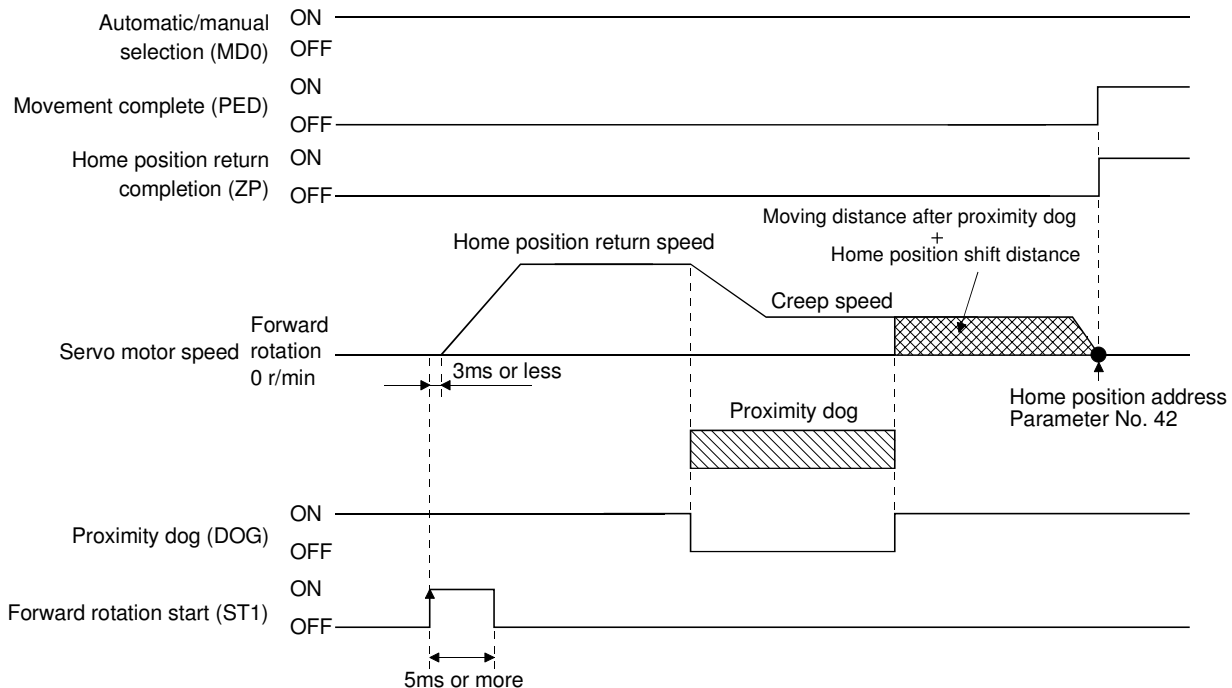 Automatic/manual
selection (MD0)
ON
OFF
Movement complete (PED)
ON
OFF
Home position return
completion (ZP)
ON
OFF
Moving distance after proximity dog
+
Home position shift distance
Home position return speed
Creep speed
Servo motor speed
Forward
rotation
0 r/min
3ms or less
Home position address
Parameter No. 42
Proximity dog
Proximity dog (DOG)
ON
OFF
Forward rotation start (ST1)
ON
OFF
5ms or more